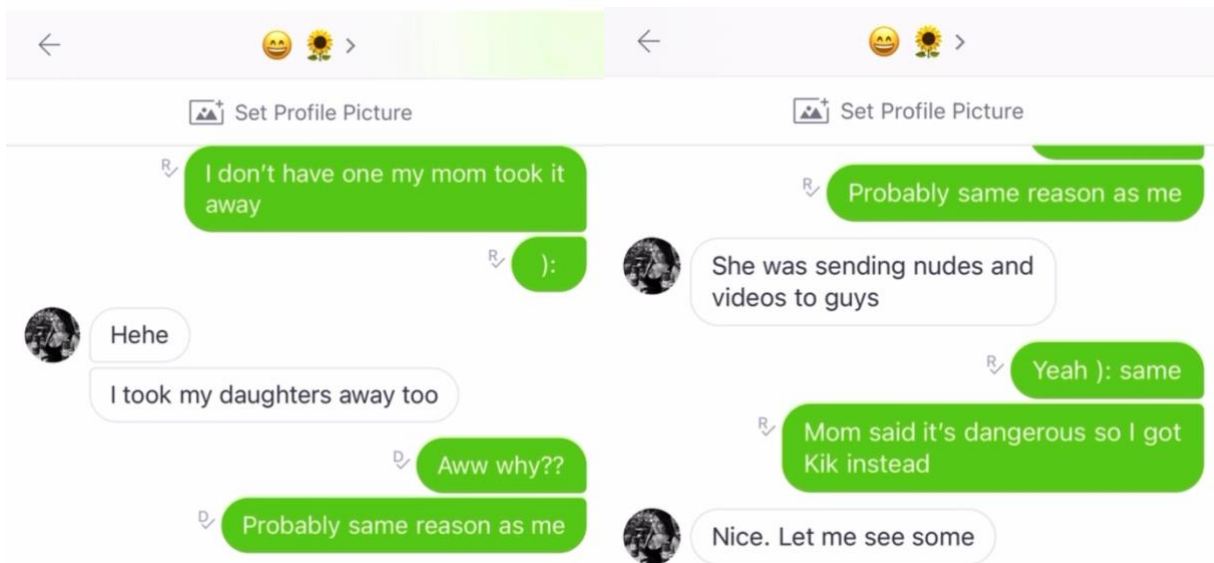 Set Profile Picture
R
I don't have one my mom took it
away
R
):
Hehe
I took my daughters away too
D
Aww why??
D
Probably same reason as me
Set Profile Picture
R
Probably same reason as me
She was sending nudes and
videos to guys
R
Yeah ): same
R
Mom said it's dangerous so I got
Kik instead
Nice. Let me see some